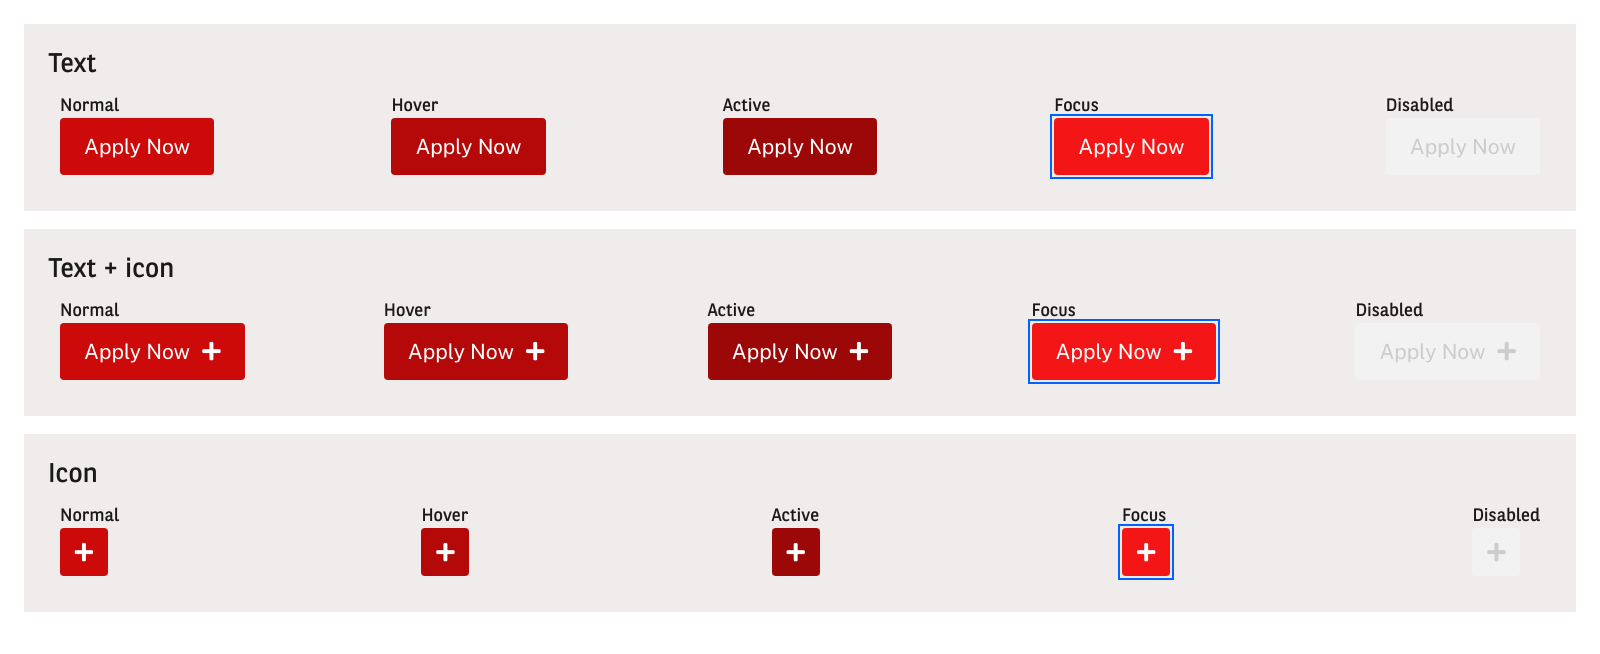 Text
Normal Hover Active Focus Disabled
Apply Now Apply Now Apply Now Apply Now Apply Now
Text + icon
Normal Hover Active Focus Disabled
Apply Now + Apply Now + Apply Now + Apply Now + Apply Now +
Icon
Normal Hover Active Focus Disabled
+ + + + +